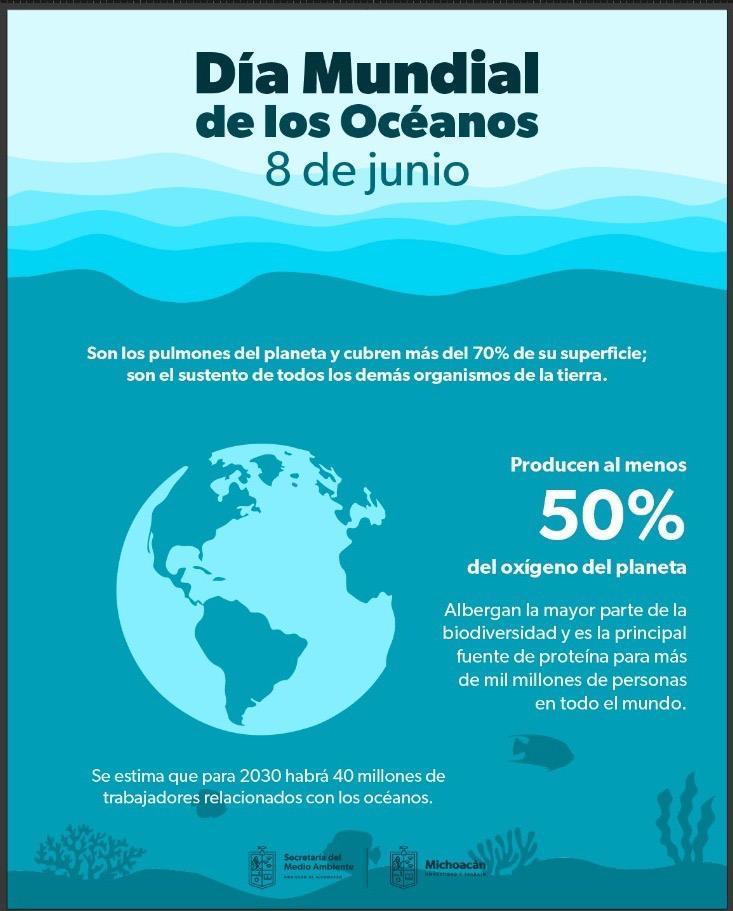 Día Mundial
de los Océanos
8 de junio
Son los pulmones del planeta y cubren más del 70% de su superficie;
son el sustento de todos los demás organismos de la tierra.
Producen al menos
50%
del oxígeno del planeta
Albergan la mayor parte de la
biodiversidad y es la principal
fuente de proteína para más
de mil millones de personas
en todo el mundo.
Se estima que para 2030 habrá 40 millones de
trabajadores relacionados con los océanos.
Secretaría del
Medio Ambiente
Michoacán